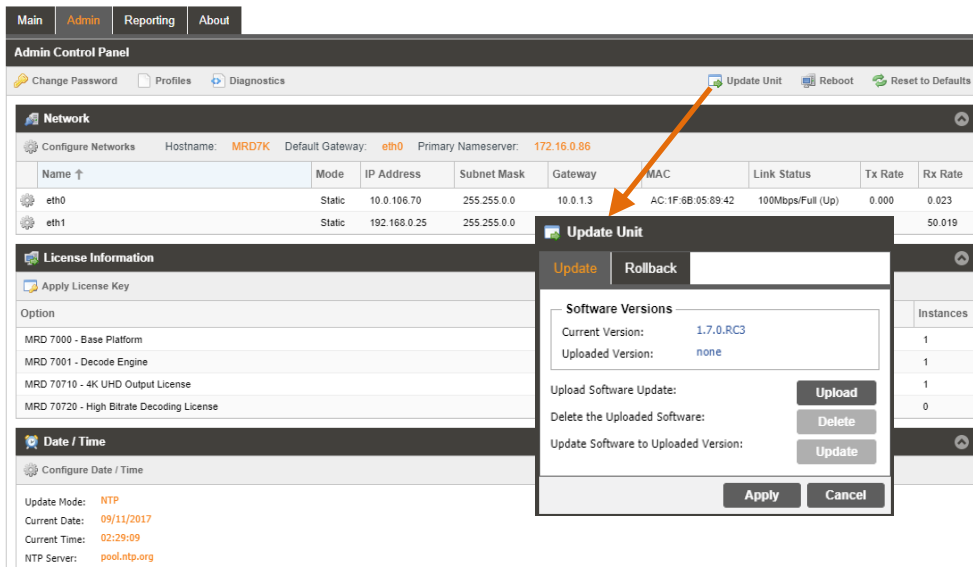 Main Admin Reporting About
Admin Control Panel
Change Password Profiles Diagnostics Update Unit Reboot Reset to Defaults
Network
Configure Networks Hostname: MRD7K Default Gateway: eth0 Primary Nameserver: 172.16.0.86
Name ↑ Mode IP Address Subnet Mask Gateway MAC Link Status Tx Rate Rx Rate
eth0 Static 10.0.106.70 255.255.0.0 10.0.1.3 AC:1F:6B:05:89:42 100Mbps/Full (Up) 0.000 0.023
eth1 Static 192.168.0.25 255.255.0.0 50.019
License Information
Apply License Key
Option Instances
MRD 7000 - Base Platform 1
MRD 7001 - Decode Engine 1
MRD 70710 - 4K UHD Output License 1
MRD 70720 - High Bitrate Decoding License 0
Date / Time
Configure Date / Time
Update Mode: NTP
Current Date: 09/11/2017
Current Time: 02:29:09
NTP Server: pool.ntp.org
Update Unit
Update Rollback
Software Versions
Current Version: 1.7.0.RC3
Uploaded Version: none
Upload Software Update: Upload
Delete the Uploaded Software: Delete
Update Software to Uploaded Version: Update
Apply Cancel